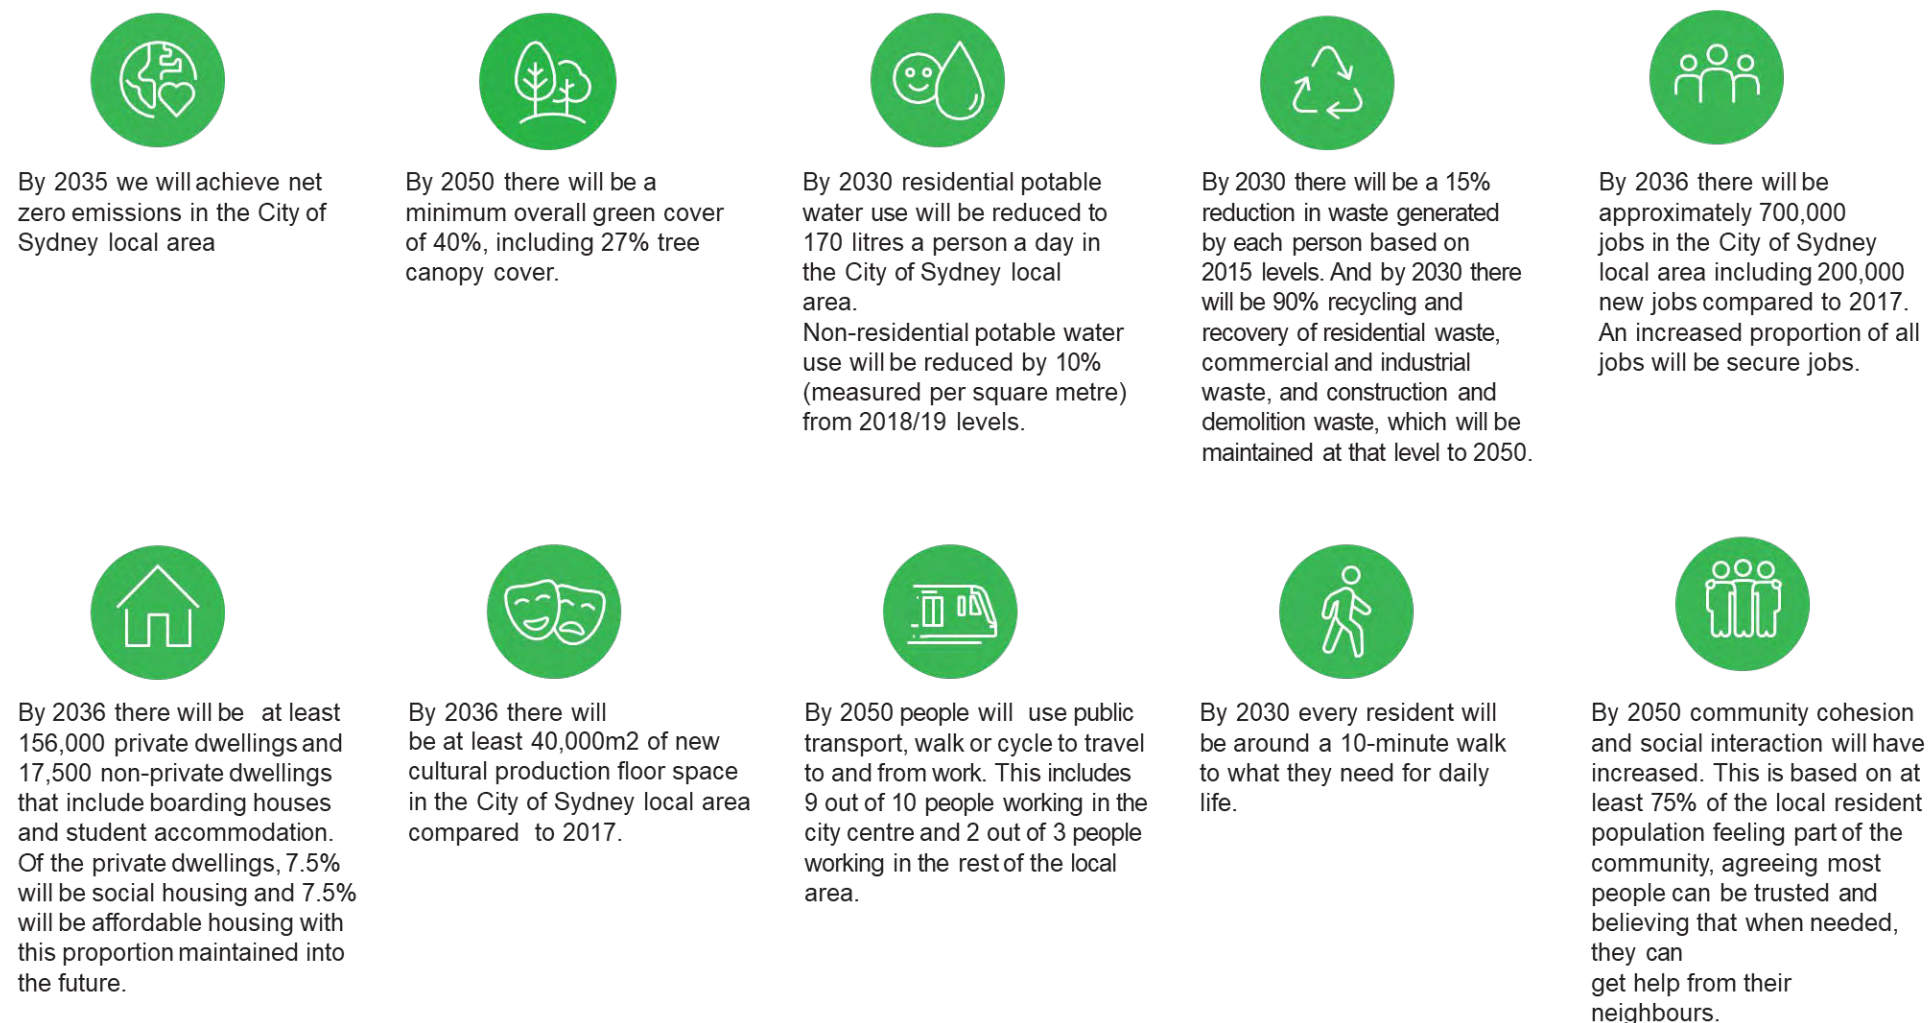 By 2035 we will achieve net
zero emissions in the City of
Sydney local area
By 2050 there will be a
minimum overall green cover
of 40%, including 27% tree
canopy cover.
By 2030 residential potable
water use will be reduced to
170 litres a person a day in
the City of Sydney local
area.
Non-residential potable water
use will be reduced by 10%
(measured per square metre)
from 2018/19 levels.
By 2030 there will be a 15%
reduction in waste generated
by each person based on
2015 levels. And by 2030 there
will be 90% recycling and
recovery of residential waste,
commercial and industrial
waste, and construction and
demolition waste, which will be
maintained at that level to 2050.
By 2036 there will be
approximately 700,000
jobs in the City of Sydney
local area including 200,000
new jobs compared to 2017.
An increased proportion of all
jobs will be secure jobs.
By 2036 there will be at least
156,000 private dwellings and
17,500 non-private dwellings
that include boarding houses
and student accommodation.
Of the private dwellings, 7.5%
will be social housing and 7.5%
will be affordable housing with
this proportion maintained into
the future.
By 2036 there will
be at least 40,000m2 of new
cultural production floor space
in the City of Sydney local area
compared to 2017.
By 2050 people will use public
transport, walk or cycle to travel
to and from work. This includes
9 out of 10 people working in the
city centre and 2 out of 3 people
working in the rest of the local
area.
By 2030 every resident will
be around a 10-minute walk
to what they need for daily
life.
By 2050 community cohesion
and social interaction will have
increased. This is based on at
least 75% of the local resident
population feeling part of the
community, agreeing most
people can be trusted and
believing that when needed,
they can
get help from their
neighbours.